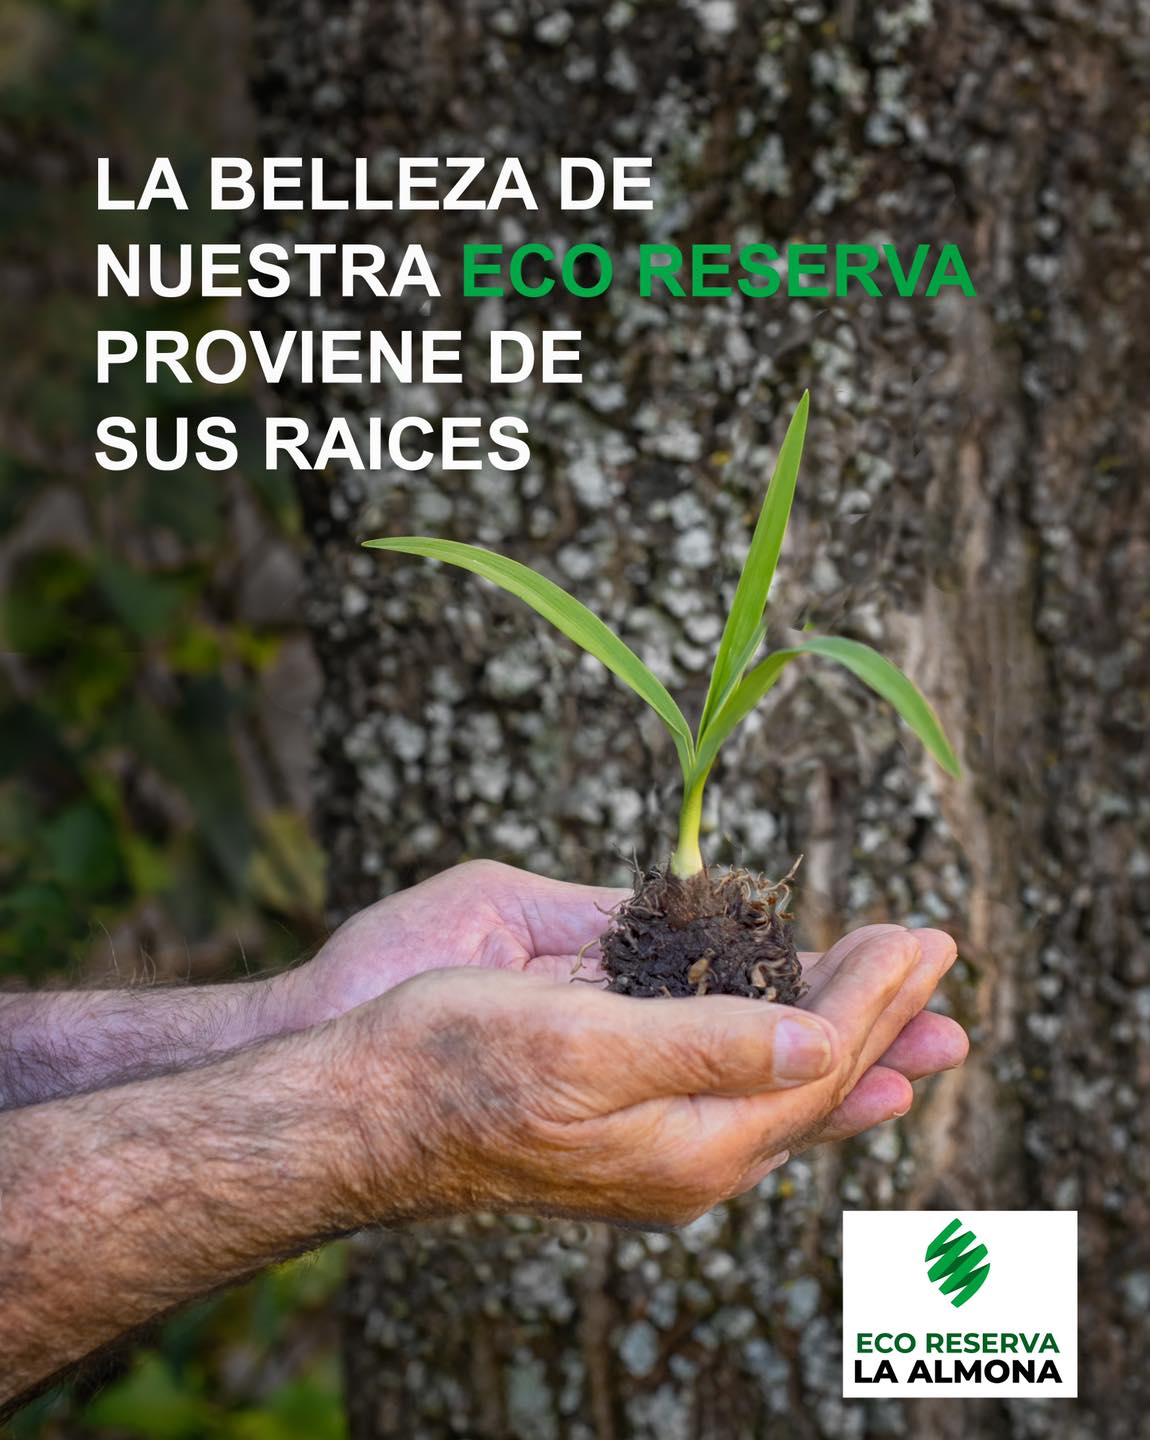 LA BELLEZA DE
NUESTRA ECO RESERVA
PROVIENE DE
SUS RAICES
ECO RESERVA
LA ALMONA